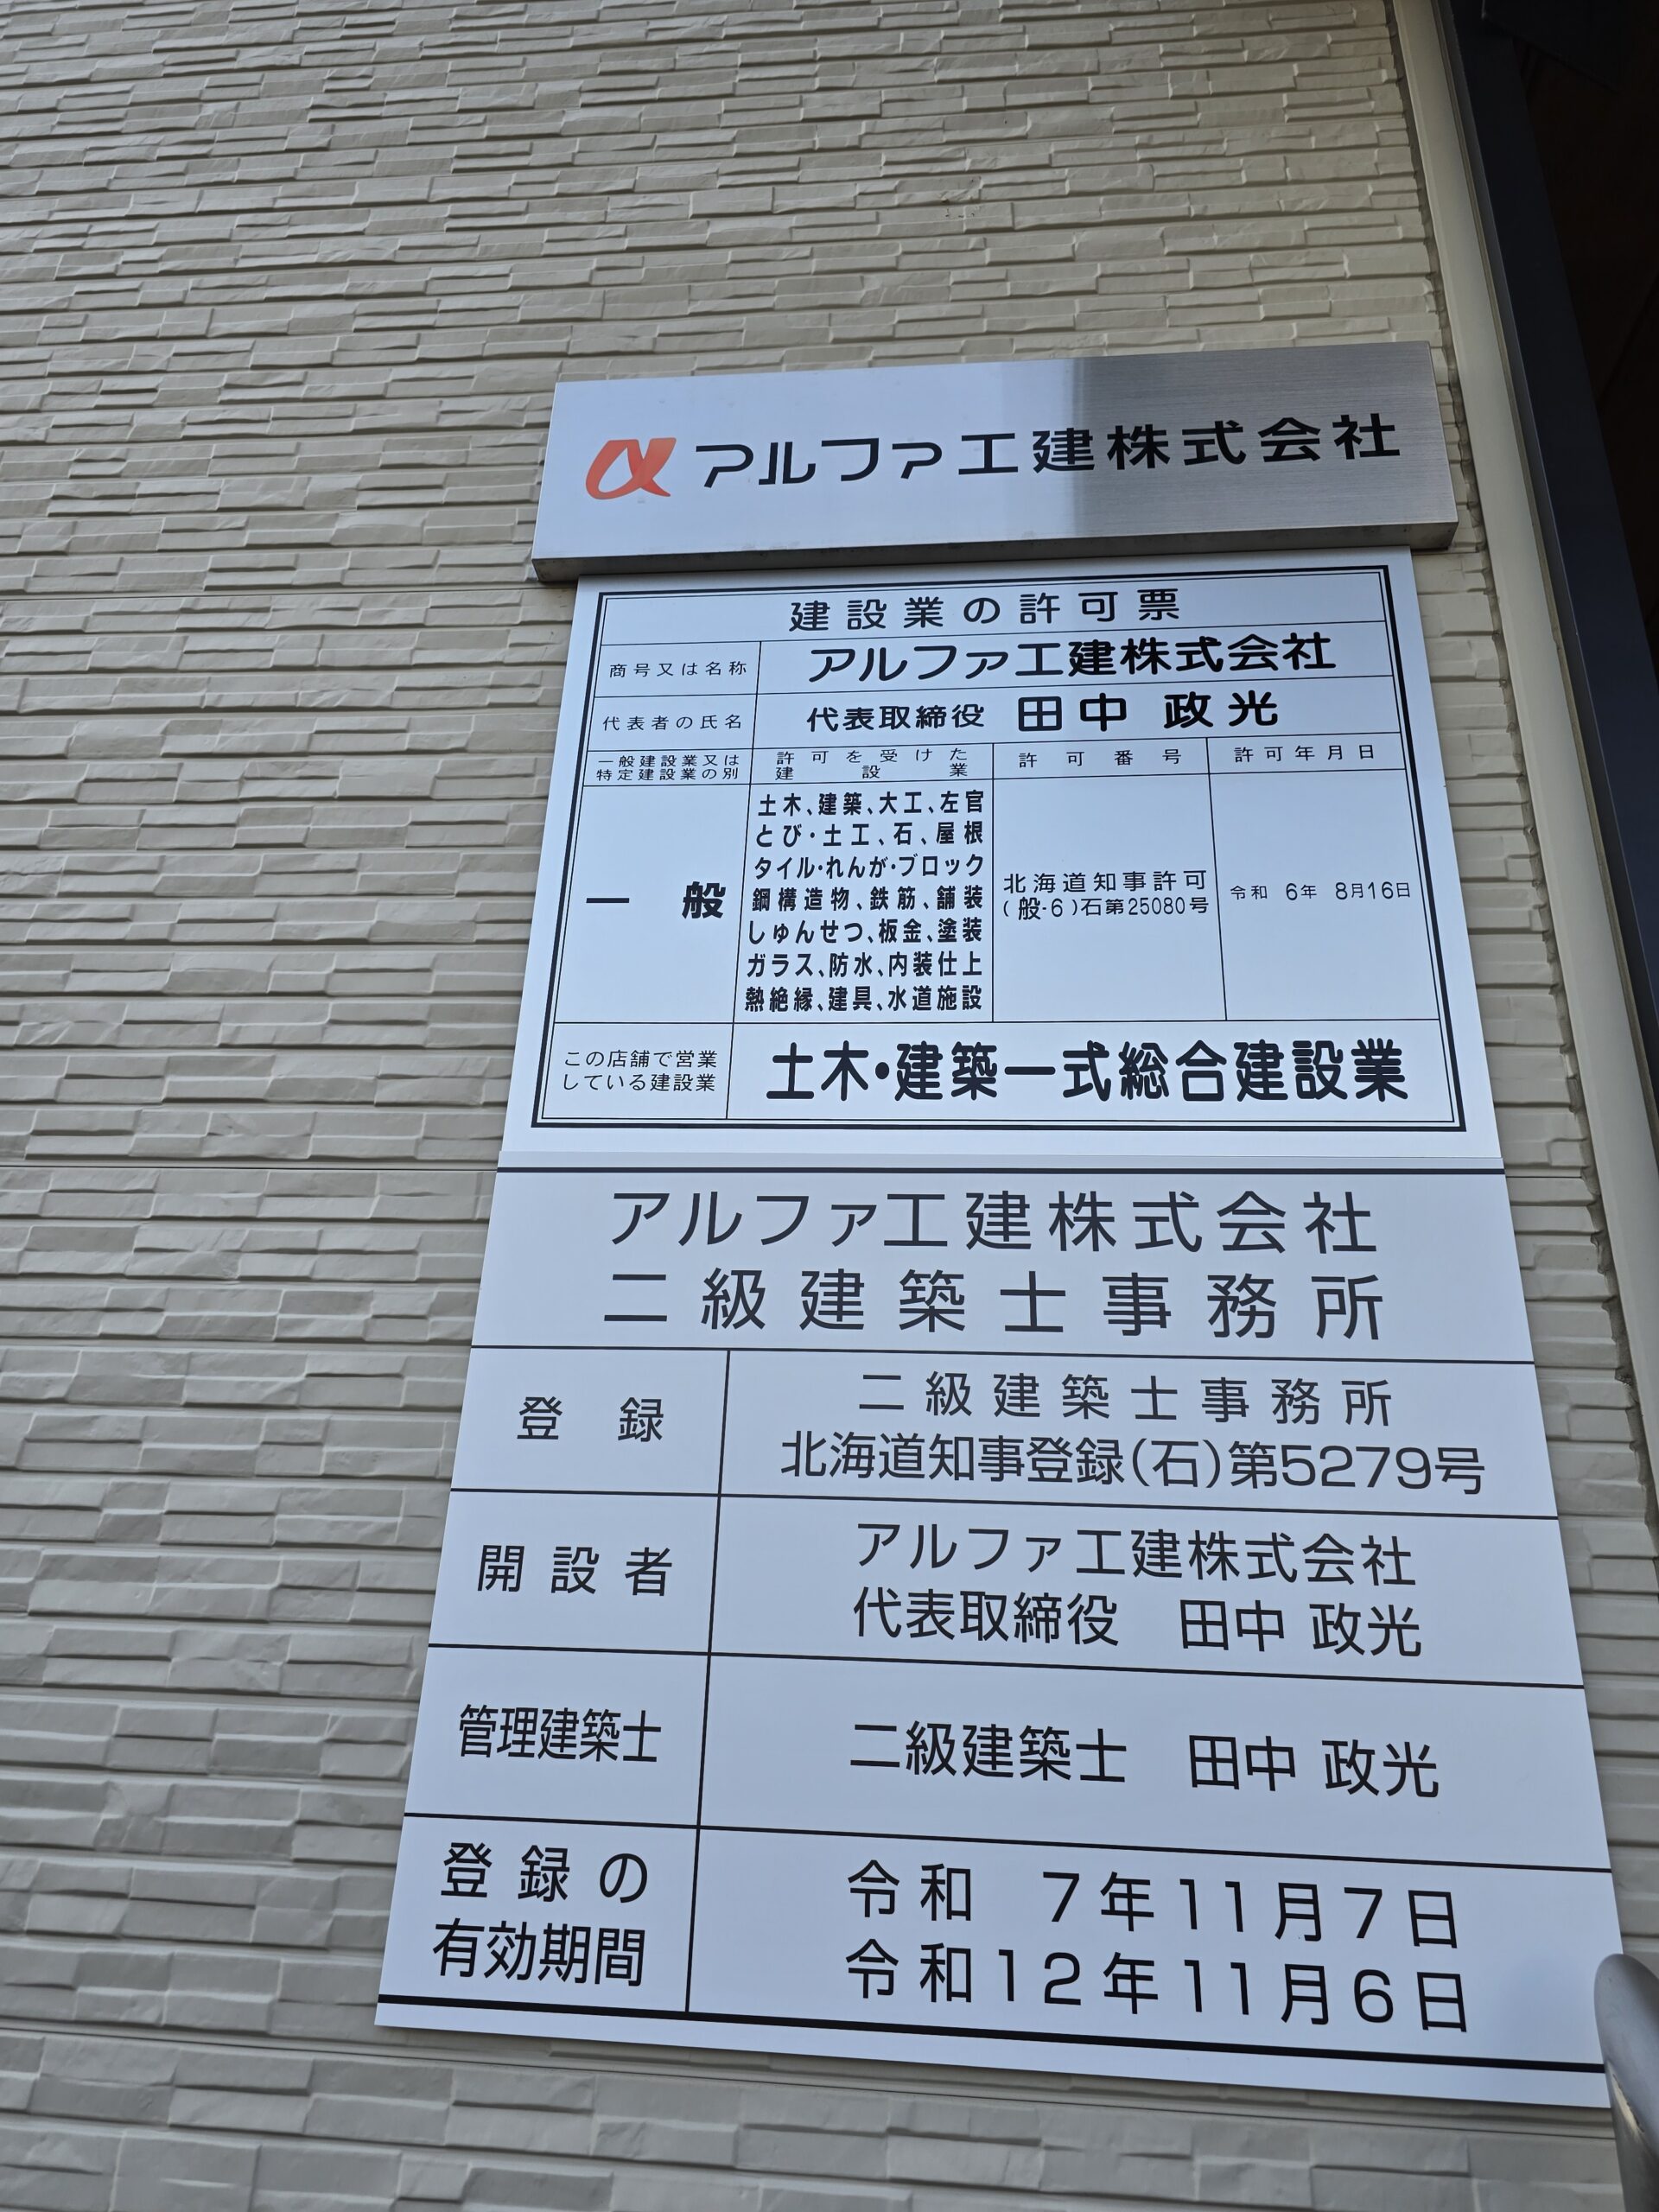 アルファ工建株式会社
建設業の許可票
商号又は名称
アルファ工建株式会社
代表者の氏名
代表取締役 田中 政光
一般建設業又は
特定建設業の別
許可を受けた
建設業
許可番号
許可年月日
一般
土木、建築、大工、左官
とび・土工、石、屋根
タイル・れんが・ブロック
鋼構造物、鉄筋、舗装
しゅんせつ、板金、塗装
ガラス、防水、内装仕上
熱絶縁、建具、水道施設
北海道知事許可
(般-6)石第25080号
令和 6年 8月16日
この店舗で営業
している建設業
土木・建築一式総合建設業
アルファ工建株式会社
二級建築士事務所
登録
二級建築士事務所
北海道知事登録(石)第5279号
開設者
アルファ工建株式会社
代表取締役 田中 政光
管理建築士
二級建築士 田中 政光
登録の
有効期間
令和 7年11月7日
令和12年11月6日